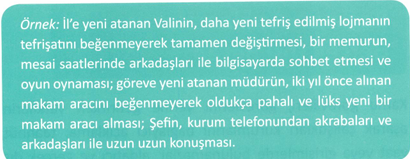 Örnek: İl’e yeni atanan Valinin, daha yeni tefriş edilmiş lojmanın
tefrişatını beğenmeyerek tamamen değiştirmesi, bir memurun,
mesai saatlerinde arkadaşları ile bilgisayarda sohbet etmesi ve
oyun oynaması; göreve yeni atanan müdürün, iki yıl önce alınan
makam aracını beğenmeyerek oldukça pahalı ve lüks yeni bir
makam aracı alması; Şefin, kurum telefonundan akrabaları ve
arkadaşları ile uzun uzun konuşması.